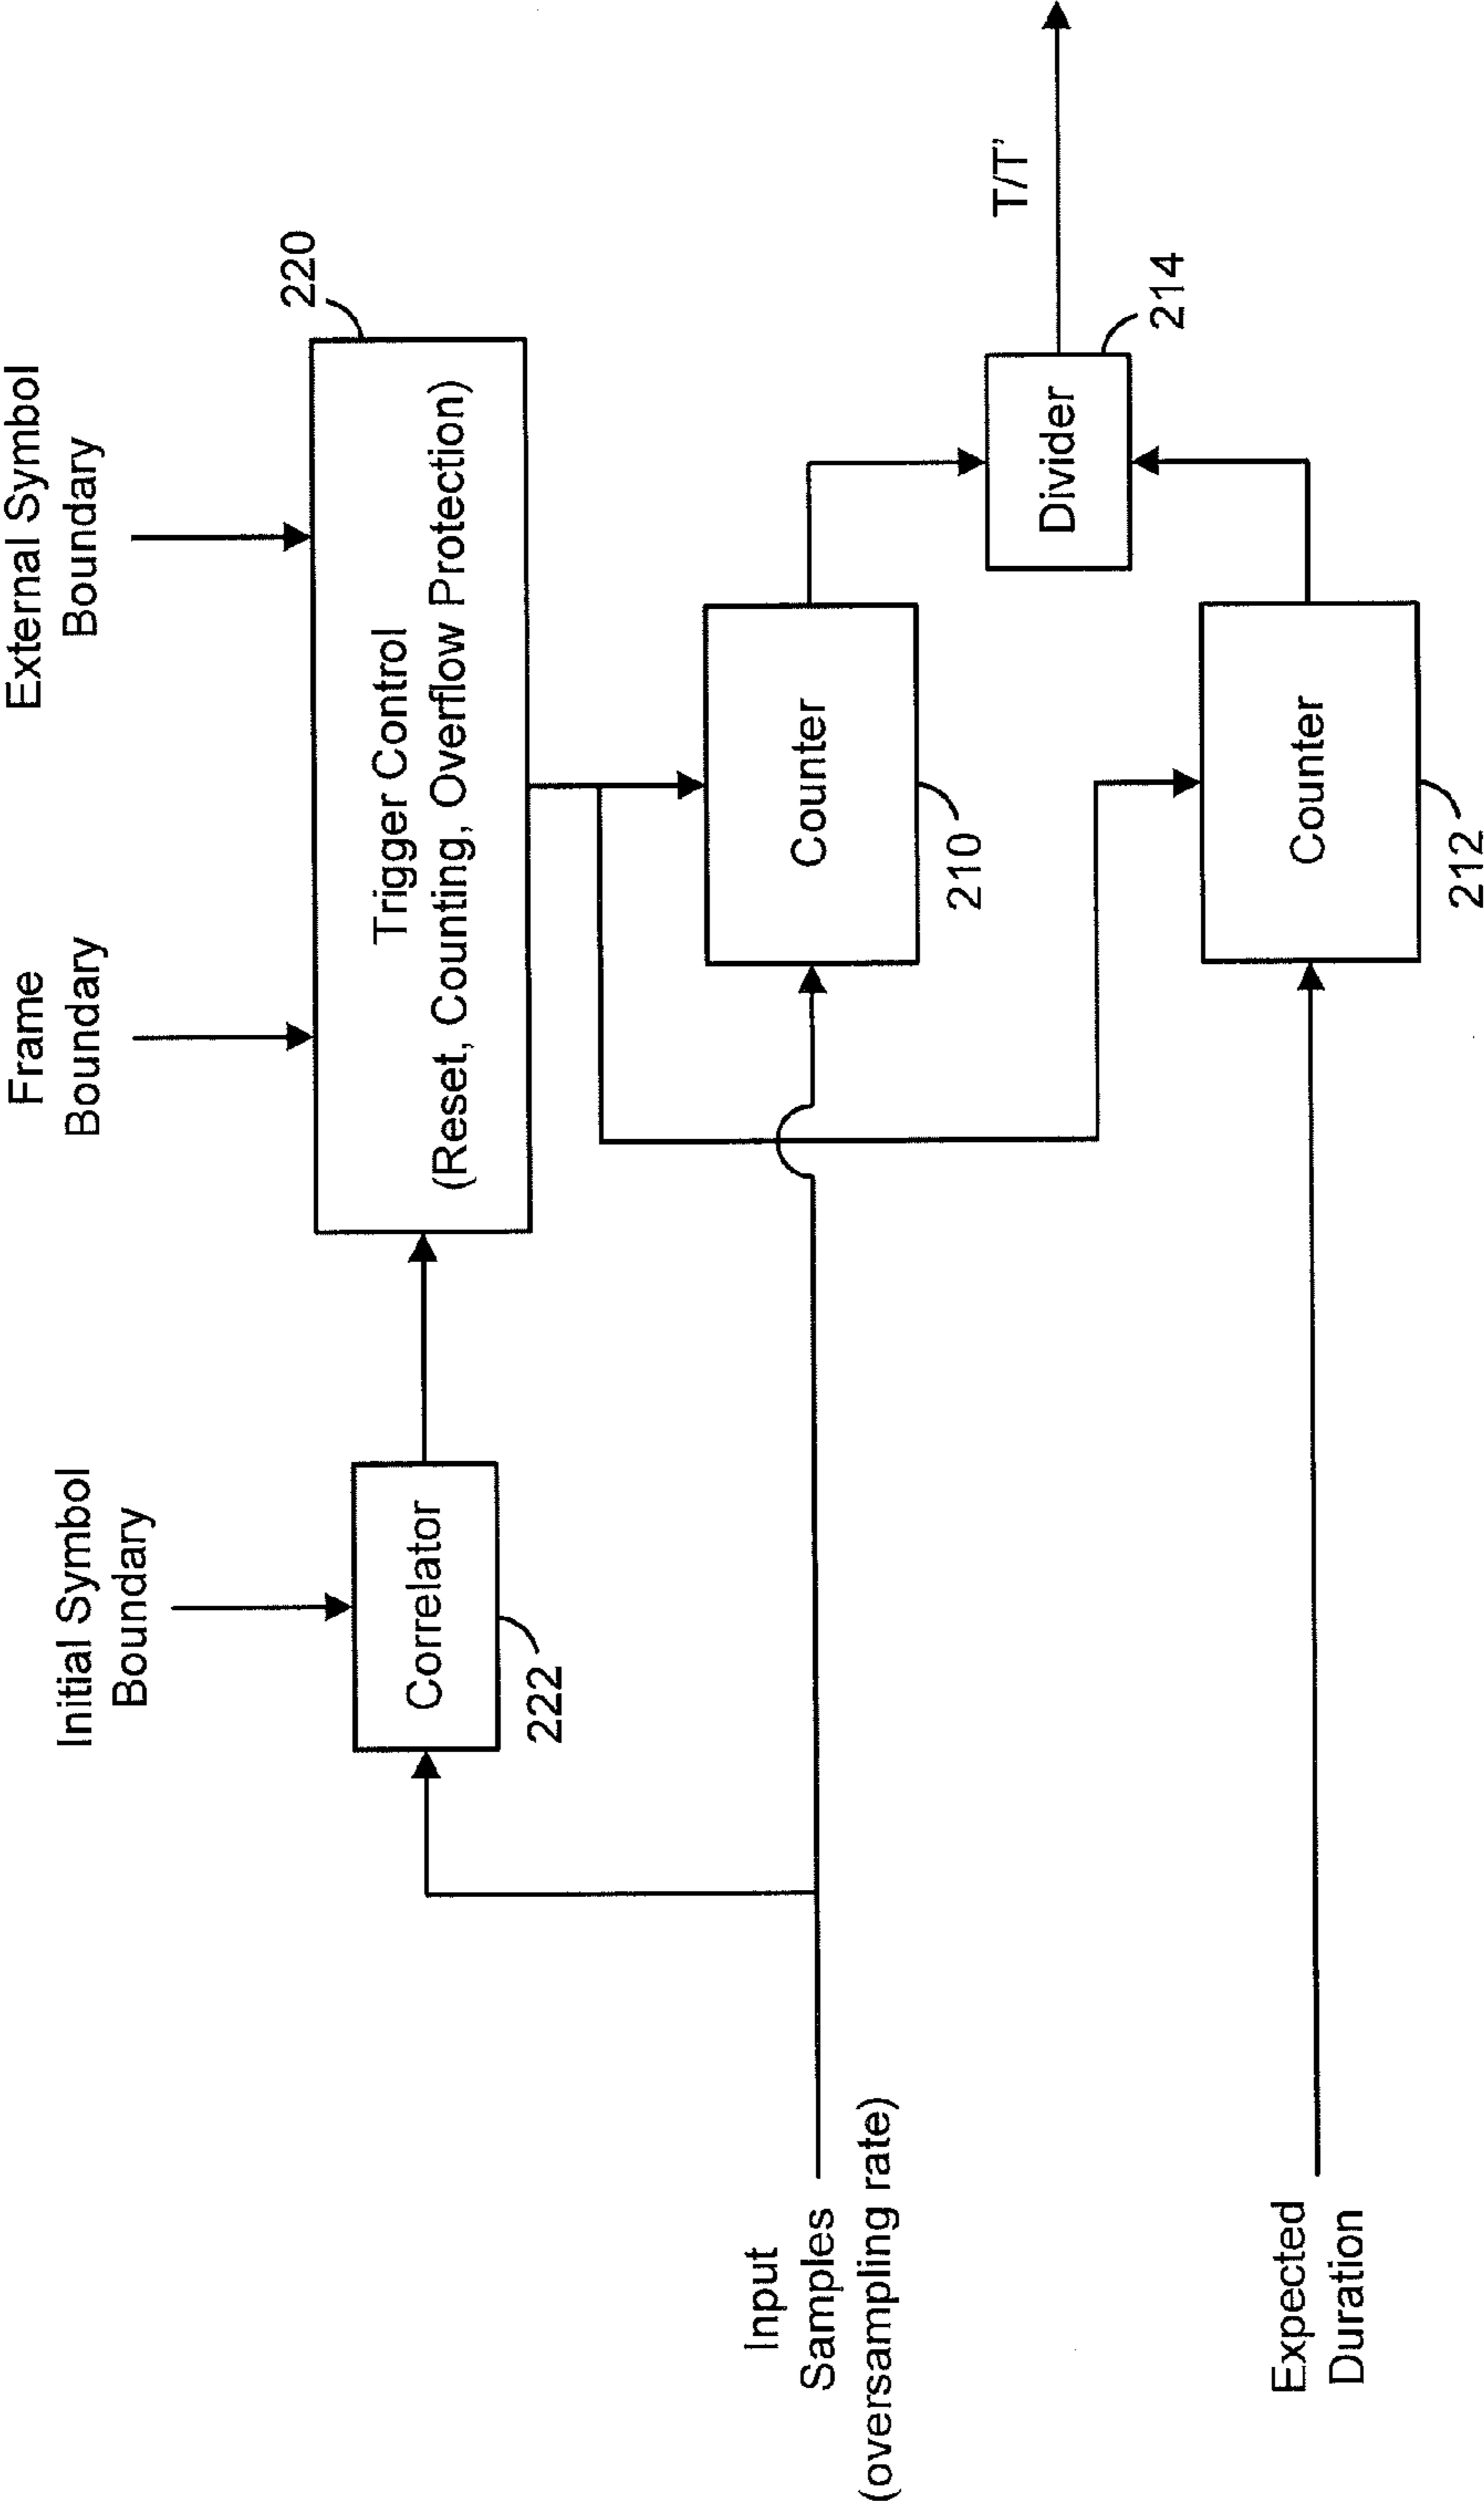 Initial Symbol
Boundary
Frame
Boundary
External Symbol
Boundary
220
Trigger Control
(Reset, Counting, Overflow Protection)
Correlator
222
Input
Samples
(oversampling rate)
Counter
210
T/T'
Divider
214
Expected
Duration
Counter
212